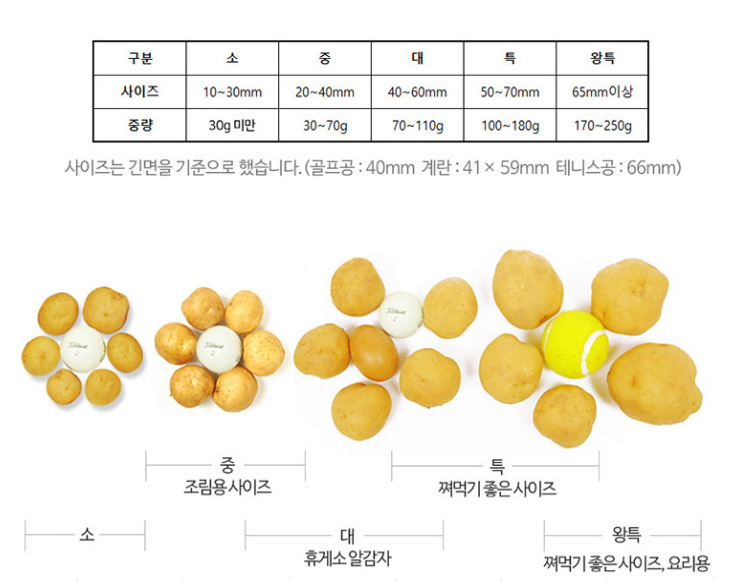 구분 소 중 대 특 왕특
사이즈 10~30mm 20~40mm 40~60mm 50~70mm 65mm이상
중량 30g 미만 30~70g 70~110g 100~180g 170~250g
사이즈는 긴면을 기준으로 했습니다. (골프공 : 40mm 계란 : 41 × 59mm 테니스공 : 66mm)
Titleist
Titleist
Titleist
중
조림용 사이즈
특
쪄먹기 좋은 사이즈
소
대
휴게소 알감자
왕특
쪄먹기 좋은 사이즈, 요리용